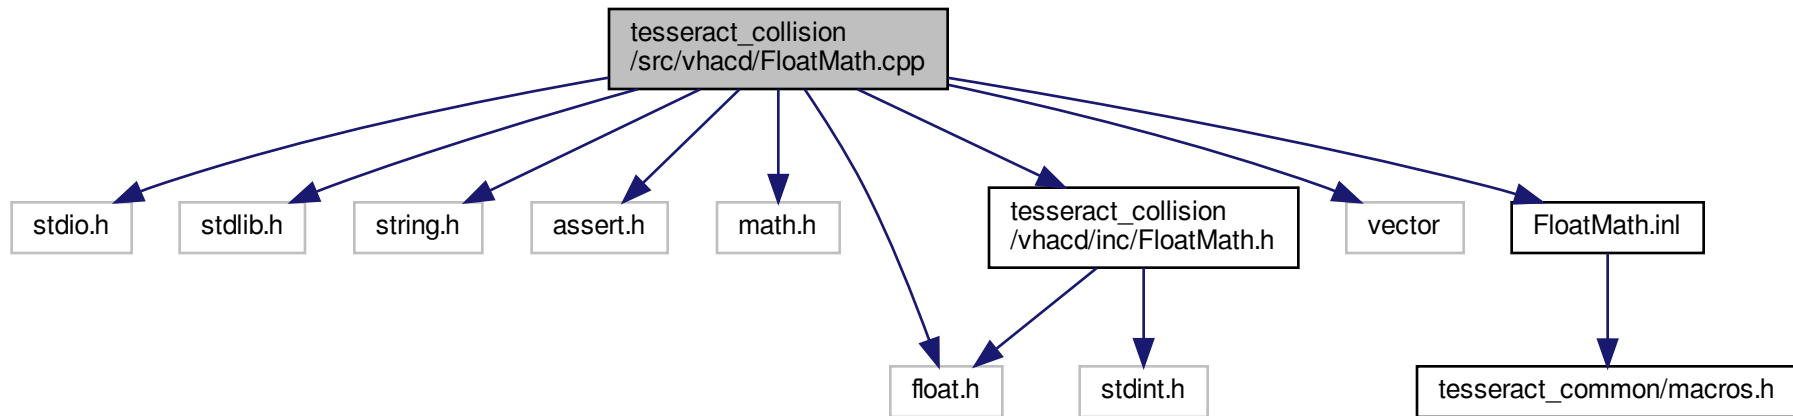 tesseract_collision
/src/vhacd/FloatMath.cpp
stdio.h
stdlib.h
string.h
assert.h
math.h
tesseract_collision
/vhacd/inc/FloatMath.h
vector
FloatMath.inl
float.h
stdint.h
tesseract_common/macros.h